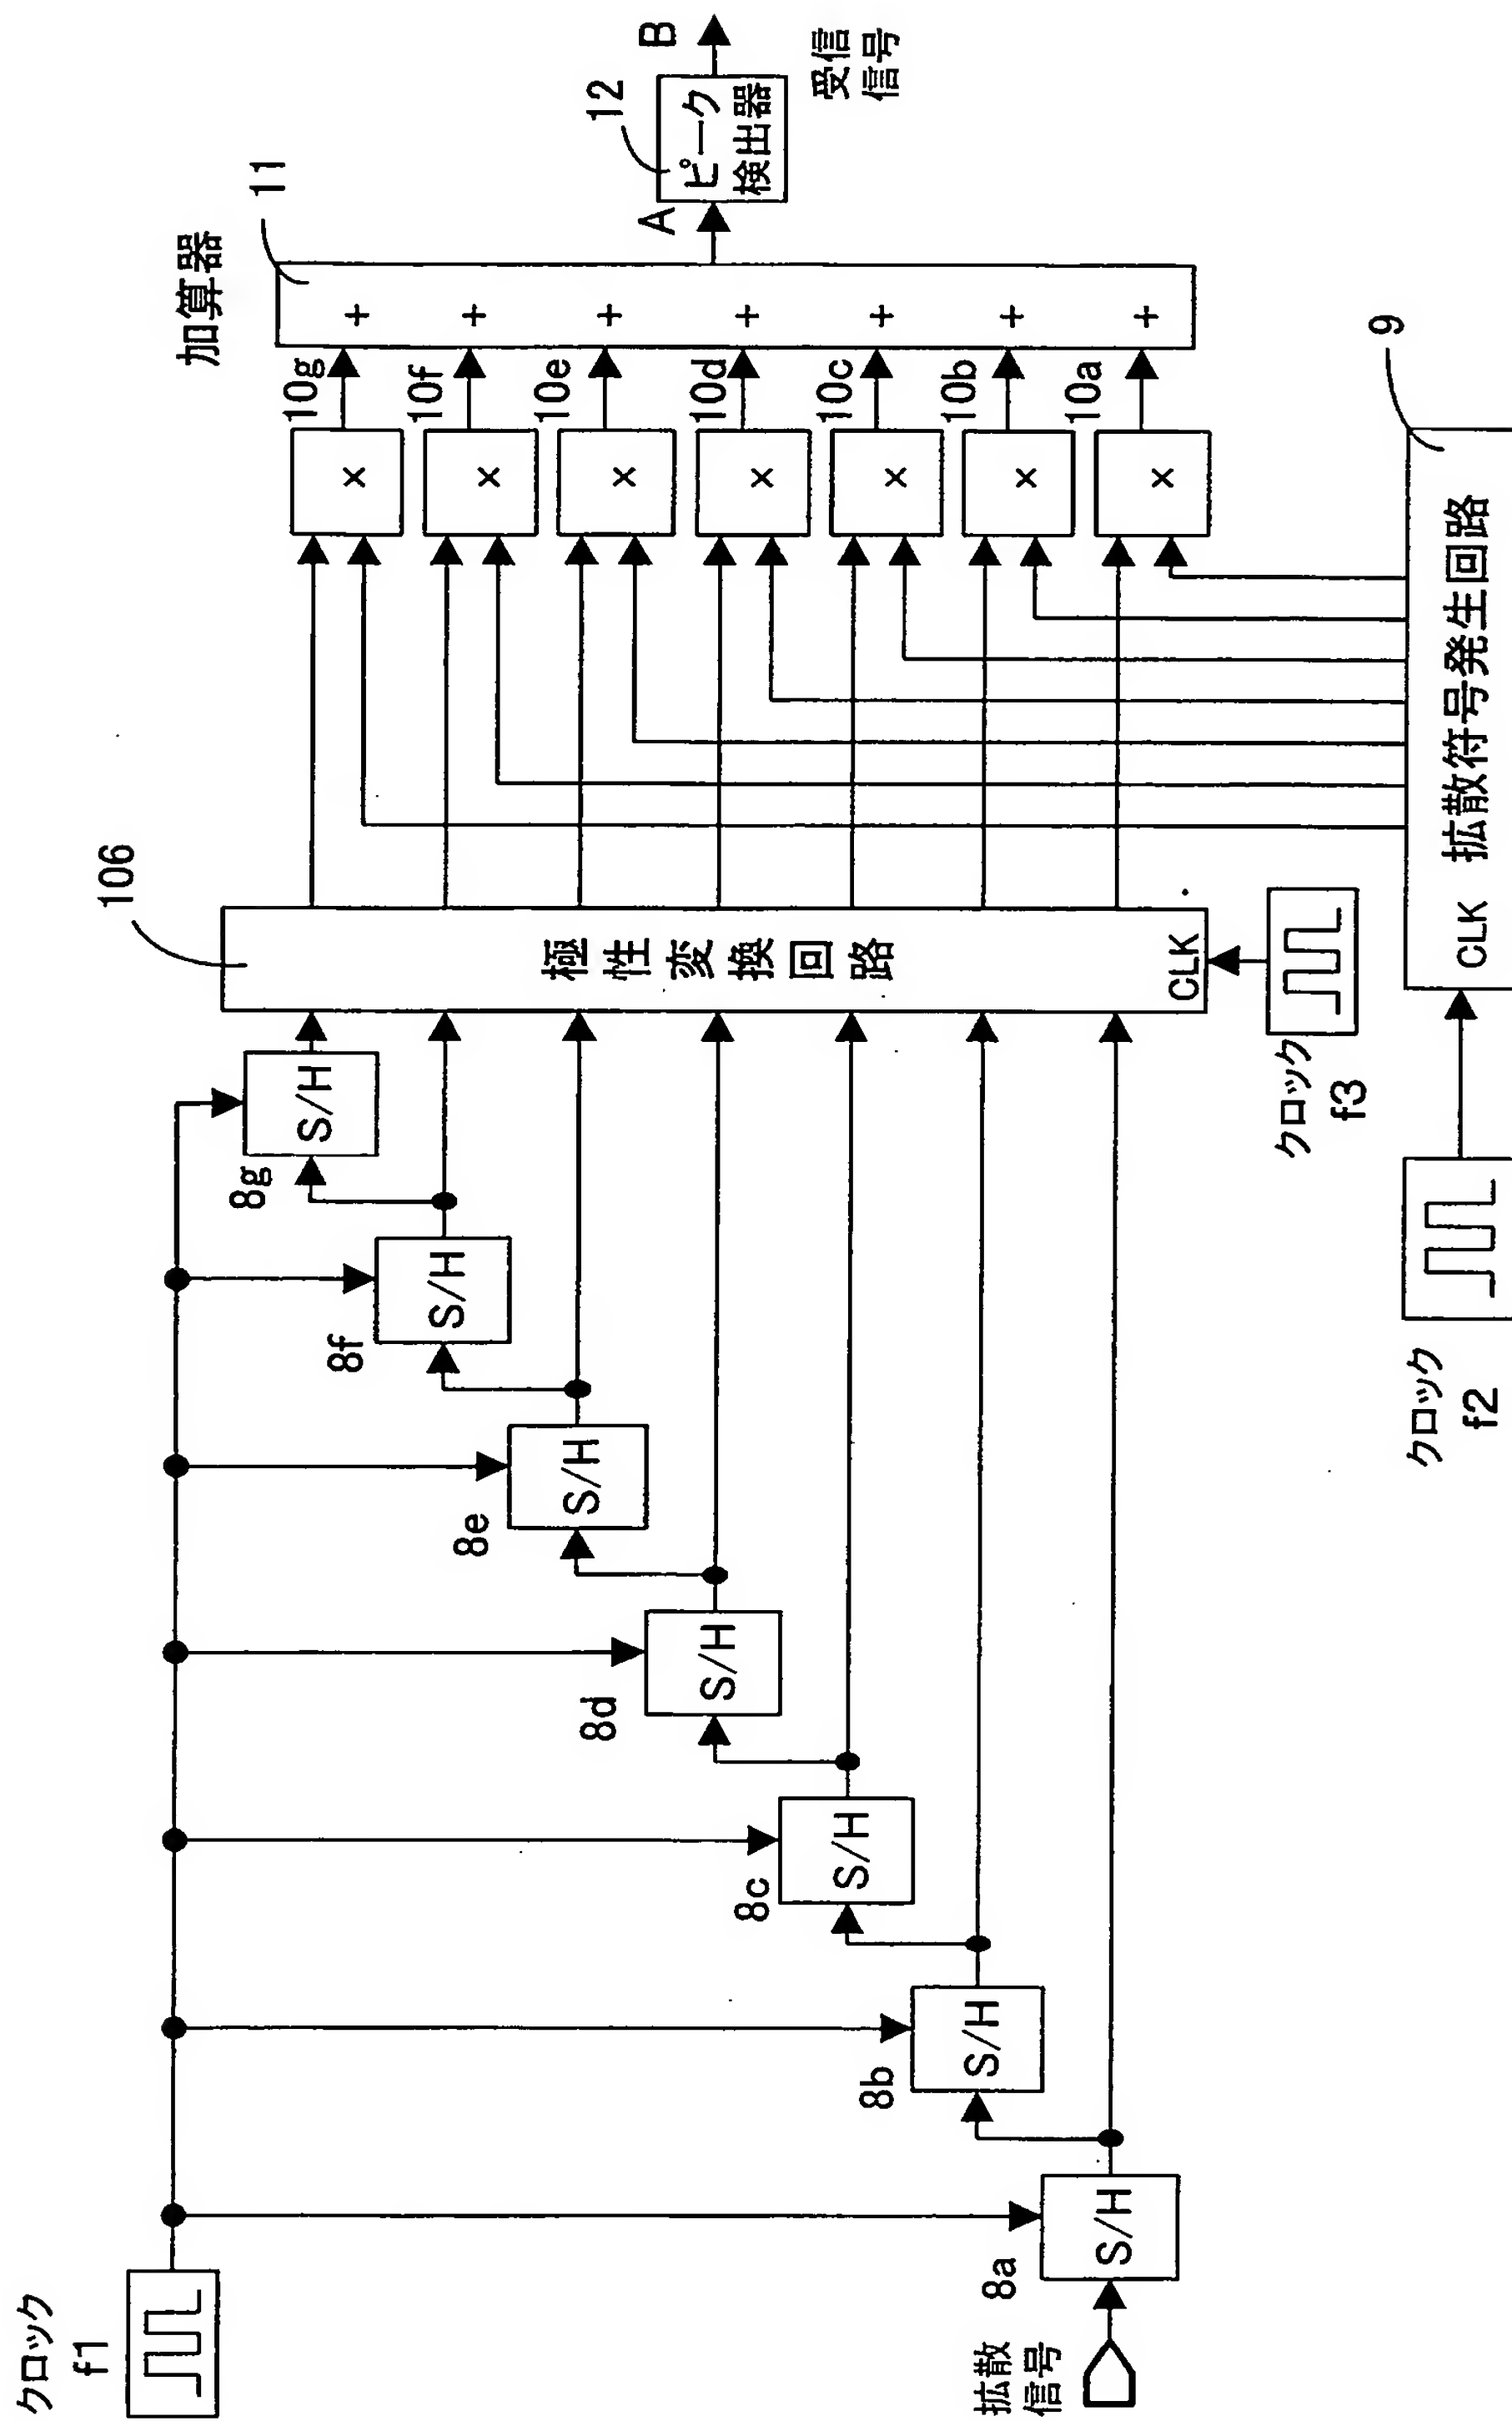 クロック
f1
拡散
信号
8a
S/H
8b
S/H
8c
S/H
8d
S/H
8e
S/H
8f
S/H
8g
S/H
106
極性変換回路
CLK
クロック
f3
クロック
f2
CLK 拡散符号発生回路
9
×
×
×
×
×
×
×
10g
10f
10e
10d
10c
10b
10a
加算器
11
+
+
+
+
+
+
+
A
12
ピーク
検出器
B
受信
信号